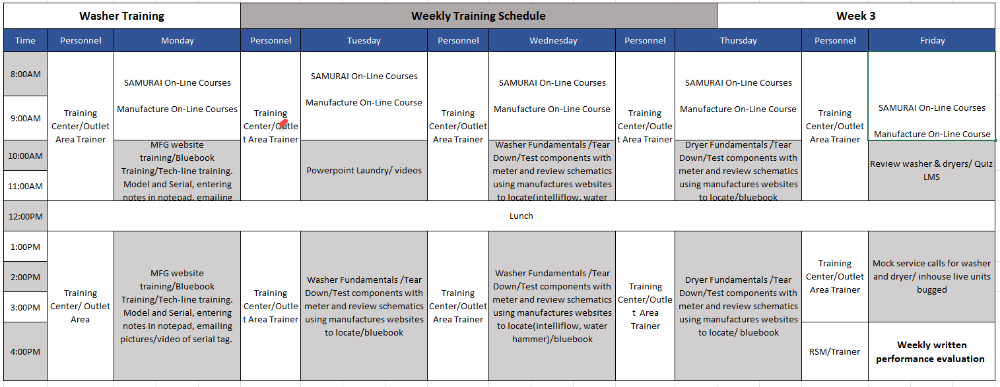 Washer Training
Weekly Training Schedule
Week 3
Time
Personnel
Monday
Personnel
Tuesday
Personnel
Wednesday
Personnel
Thursday
Personnel
Friday
8:00AM
9:00AM
10:00AM
11:00AM
Training
Center/Outlet
Area Trainer
SAMURAI On-Line Courses
Manufacture On-Line Courses
MFG website
training/Bluebook
Training/Tech-line training.
Model and Serial, entering
notes in notepad, emailing
Training
Center/Outle
t Area Trainer
SAMURAI On-Line Courses
Manufacture On-Line Course
Powerpoint Laundry/ videos
Training
Center/Outlet
Area Trainer
SAMURAI On-Line Courses
Manufacture On-Line Course
Washer Fundamentals /Tear
Down/Test components with
meter and review schematics
using manufactures websites
to locate(intelliflow, water
Training
Center/Outle
t Area Trainer
SAMURAI On-Line Courses
Manufacture On-Line Course
Dryer Fundamentals /Tear
Down/Test components with
meter and review schematics
using manufactures websites
to locate/bluebook
Training
Center/Outlet
Area Trainer
SAMURAI On-Line Courses
Manufacture On-Line Course
Review washer & dryers/ Quiz
LMS
12:00PM
Lunch
1:00PM
2:00PM
3:00PM
4:00PM
Training
Center/ Outlet
Area
MFG website
training/Bluebook
Training/Tech-line training.
Model and Serial, entering
notes in notepad, emailing
pictures/video of serial tag.
Training
Center/Outle
t Area Trainer
Washer Fundamentals /Tear
Down/Test components with
meter and review schematics
using manufactures websites
to locate/bluebook
Training
Center/Outlet
Area Trainer
Washer Fundamentals /Tear
Down/Test components with
meter and review schematics
using manufactures websites
to locate(intelliflow, water
hammer)/bluebook
Training
Center/Outle
t Area
Trainer
Dryer Fundamentals /Tear
Down/Test components with
meter and review schematics
using manufactures websites
to locate/ bluebook
Training
Center/Outlet
Area Trainer
Mock service calls for washer
and dryer/ inhouse live units
bugged
RSM/Trainer
Weekly written
performance evaluation